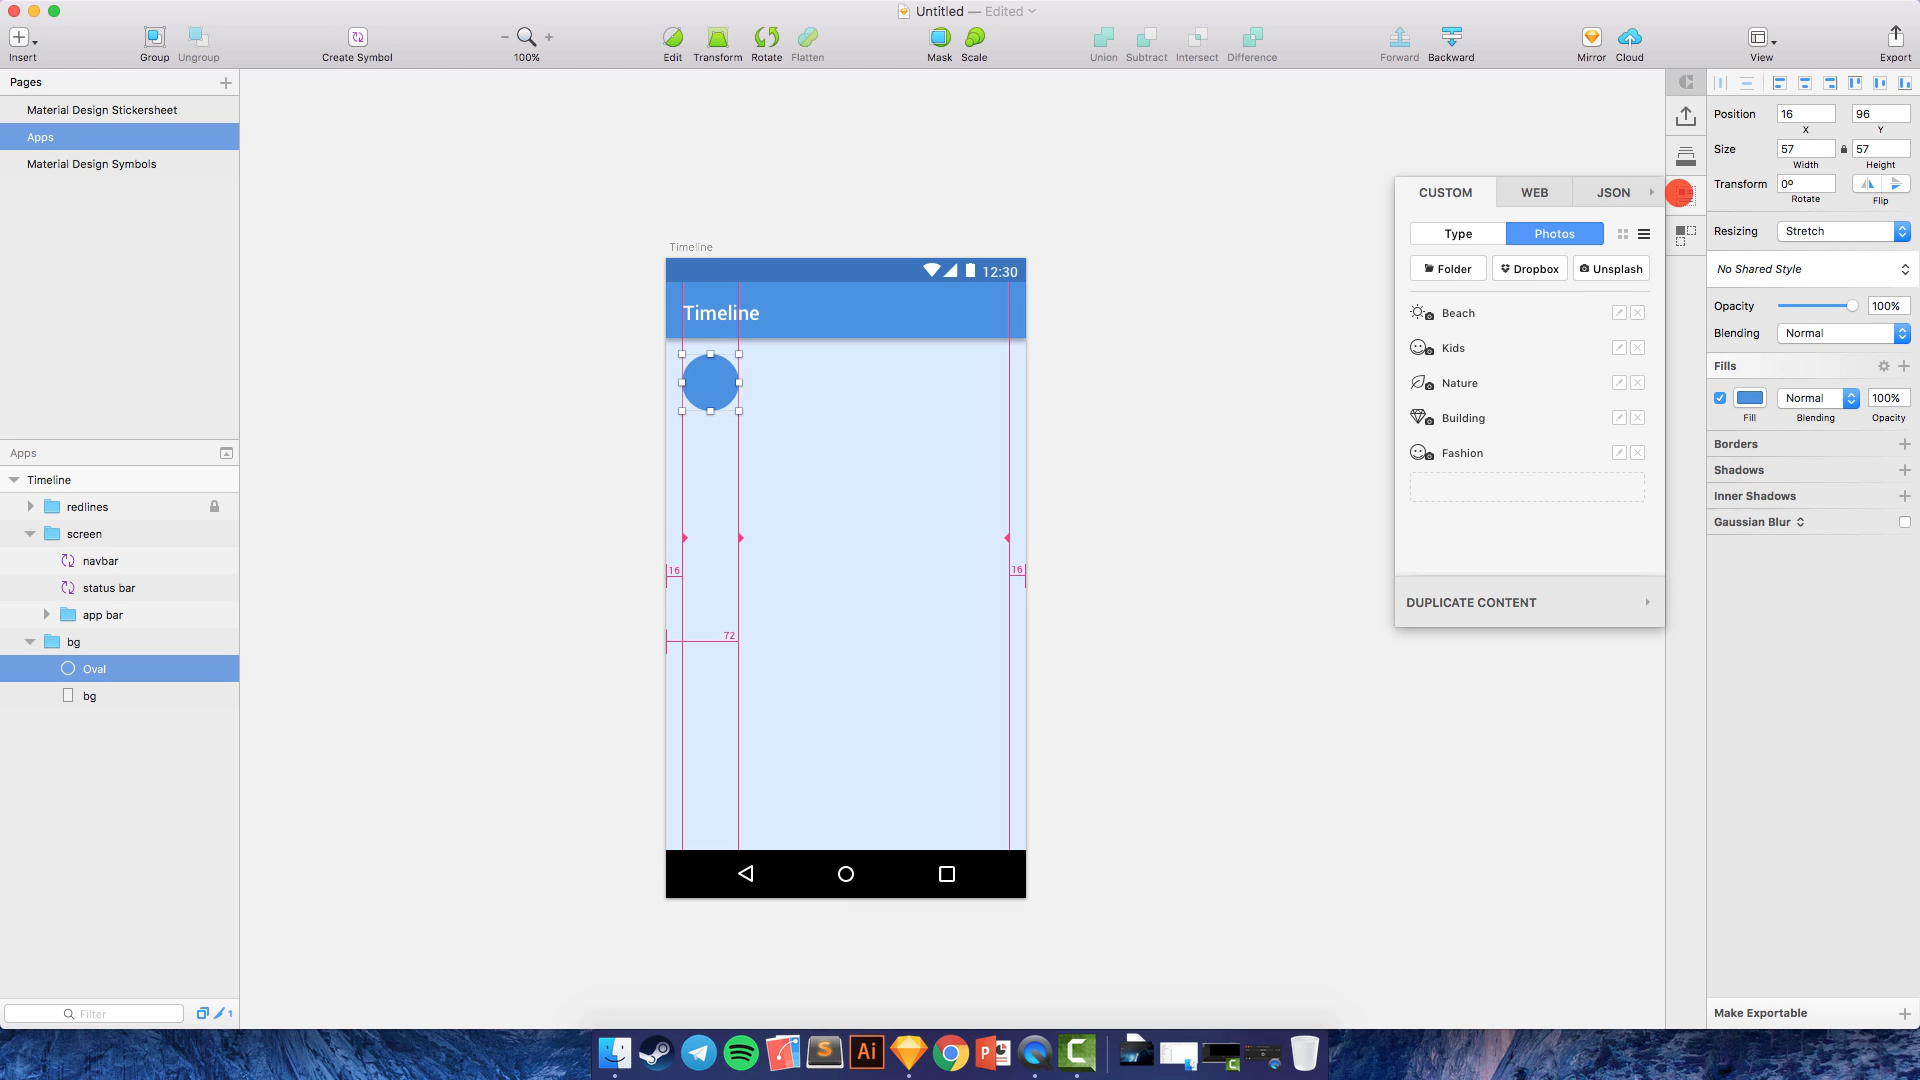 Untitled — Edited
Insert
Group
Ungroup
Create Symbol
100%
Edit
Transform
Rotate
Flatten
Mask
Scale
Union
Subtract
Intersect
Difference
Forward
Backward
Mirror
Cloud
View
Export
Pages
Material Design Stickersheet
Apps
Material Design Symbols
Apps
Timeline
redlines
screen
navbar
status bar
app bar
bg
Oval
bg
Filter
1
Timeline
12:30
Timeline
16
16
72
CUSTOM
WEB
JSON
Type
Photos
Folder
Dropbox
Unsplash
Beach
Kids
Nature
Building
Fashion
DUPLICATE CONTENT
Position
16
96
X
Y
Size
57
57
Width
Height
Transform
0º
Rotate
Flip
Resizing
Stretch
No Shared Style
Opacity
100%
Blending
Normal
Fills
Normal
100%
Fill
Blending
Opacity
Borders
Shadows
Inner Shadows
Gaussian Blur
Make Exportable
S
Ai
P
C